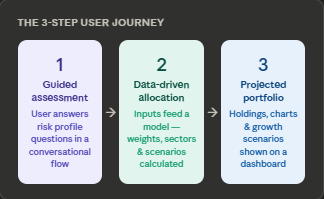 THE 3-STEP USER JOURNEY
1
Guided
assessment
User answers
risk profile
questions in a
conversational
flow
2
Data-driven
allocation
Inputs feed a
model —
weights, sectors
& scenarios
calculated
3
Projected
portfolio
Holdings, charts
& growth
scenarios
shown on a
dashboard